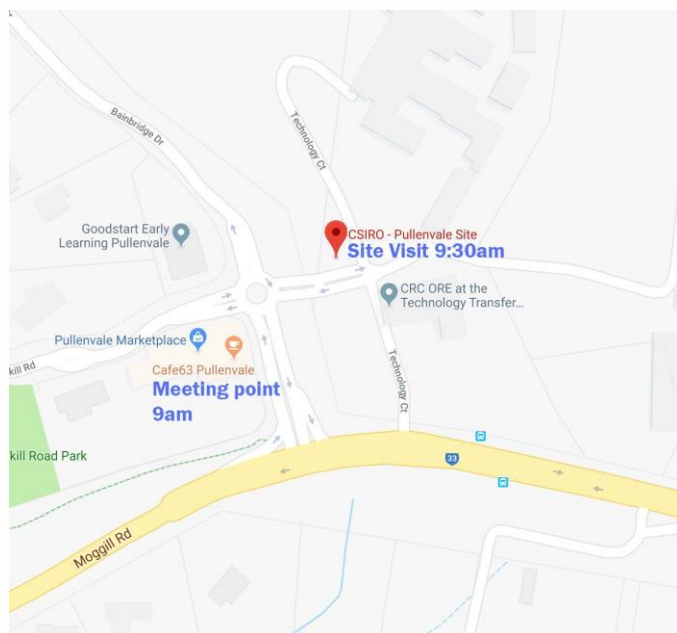 Bainbridge Dr
Technology Ct
Goodstart Early
Learning Pullenvale
CSIRO - Pullenvale Site
Site Visit 9:30am
CRC ORE at the
Technology Transfer...
Pullenvale Marketplace
kill Rd
Cafe63 Pullenvale
Meeting point
9am
Technology Ct
kill Road Park
33
Moggill Rd